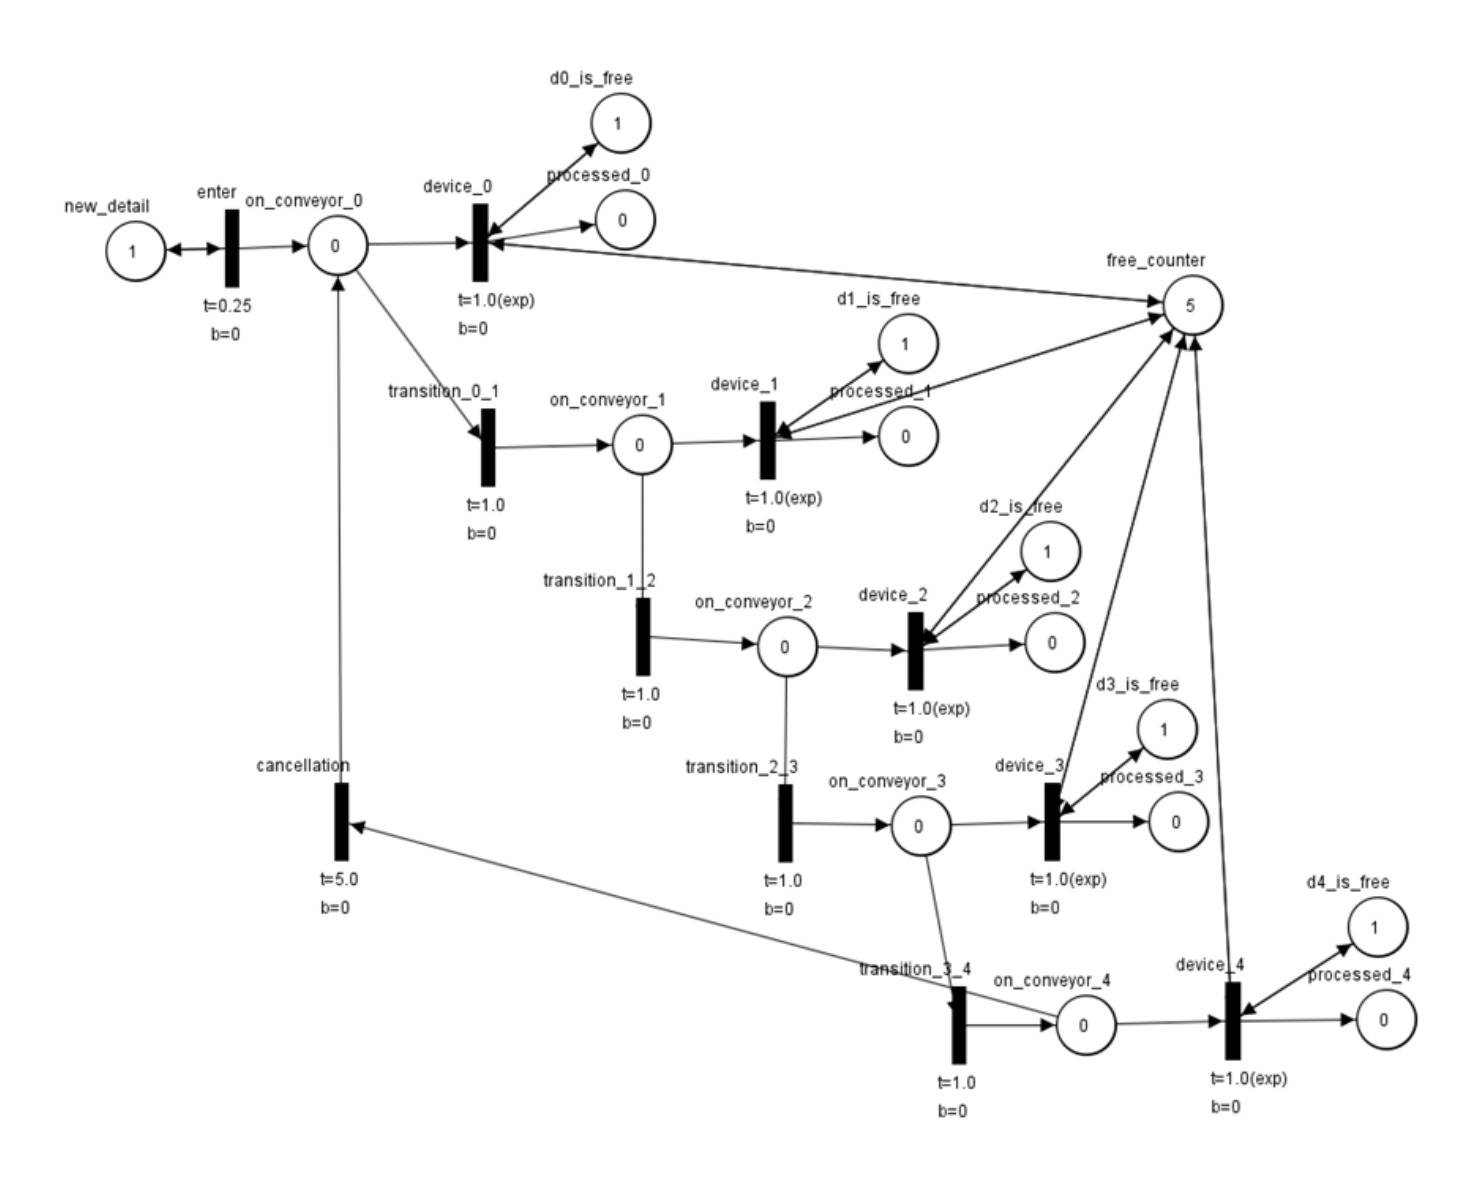 d0_is_free
1
processed_0
device_0
enter
on_conveyor_0
new_detail
0
1
0
free_counter
t=0.25
b=0
t=1.0(exp)
b=0
d1_is_free
5
1
transition_0_1
on_conveyor_1
device_1
processed_1
0
0
t=1.0
b=0
t=1.0(exp)
b=0
d2_is_free
1
transition_1_2
on_conveyor_2
device_2
processed_2
0
0
t=1.0
b=0
t=1.0(exp)
b=0
d3_is_free
1
cancellation
transition_2_3
on_conveyor_3
device_3
processed_3
0
0
t=5.0
b=0
t=1.0
b=0
t=1.0(exp)
b=0
d4_is_free
1
transition_3_4
on_conveyor_4
device_4
processed_4
0
0
t=1.0
b=0
t=1.0(exp)
b=0